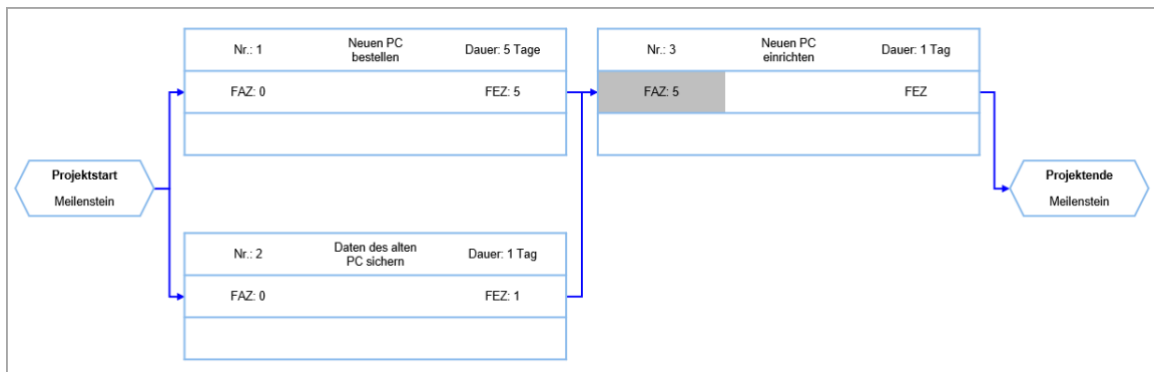 Nr.: 1
Neuen PC
bestellen
Dauer: 5 Tage
FAZ: 0
FEZ: 5
Nr.: 3
Neuen PC
einrichten
Dauer: 1 Tag
FAZ: 5
FEZ
Projektstart
Meilenstein
Projektende
Meilenstein
Nr.: 2
Daten des alten
PC sichern
Dauer: 1 Tag
FAZ: 0
FEZ: 1